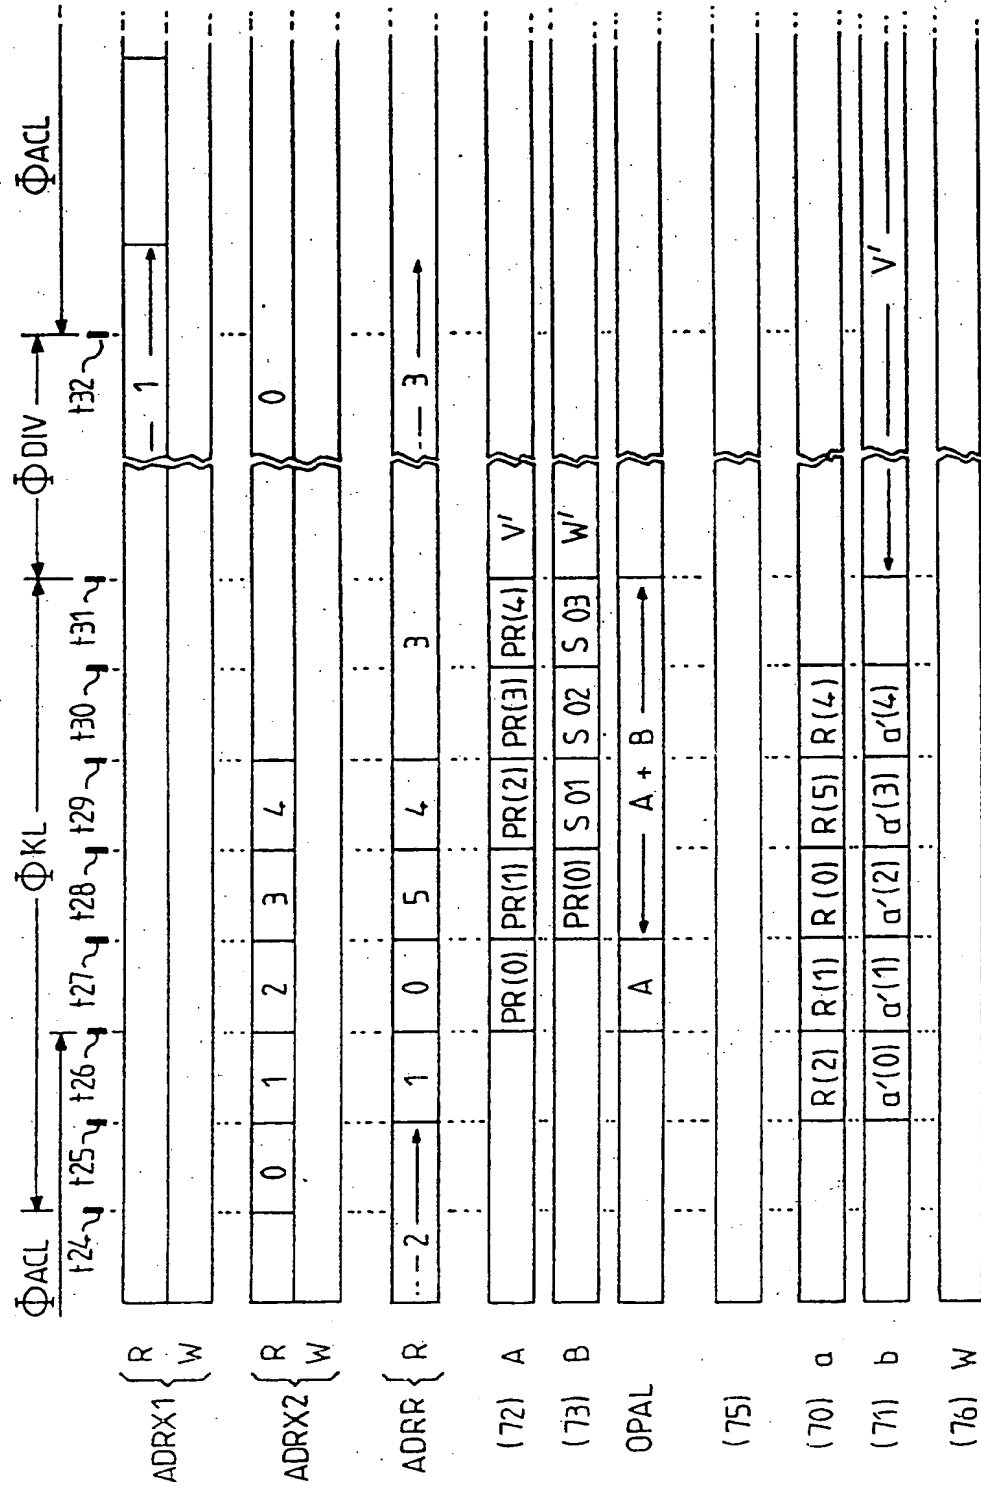 ΦACL ΦKL ΦDIV ΦACL
t24 t25 t26 t27 t28 t29 t30 t31 t32
ADRX1 { R 1
W
ADRX2 { R 0 1 2 3 4 0
W
ADRR { R ---2 1 0 5 4 3 ---3
(72) A PR(0) PR(1) PR(2) PR(3) PR(4) V'
(73) B PR(0) S 01 S 02 S 03 W'
OPAL A A + B
(75)
(70) a R(2) R(1) R(0) R(5) R(4)
(71) b a'(0) a'(1) a'(2) a'(3) a'(4) V'
(76) W